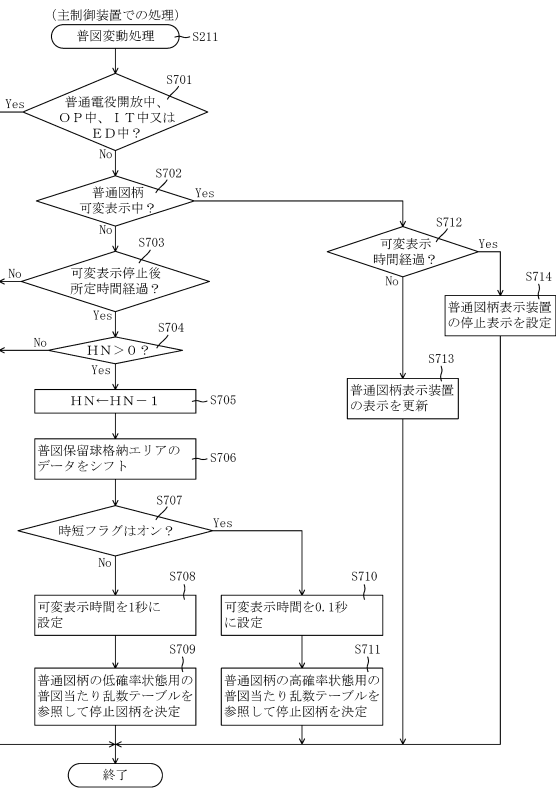 （主制御装置での処理）
普図変動処理
S211
S701
Yes
普通電役開放中、
ＯＰ中、ＩＴ中又は
ＥＤ中？
No
S702
普通図柄
可変表示中？
Yes
No
S712
可変表示
時間経過？
Yes
No
S703
可変表示停止後
所定時間経過？
No
Yes
S714
普通図柄表示装置
の停止表示を設定
S704
ＨＮ＞０？
No
Yes
S713
普通図柄表示装置
の表示を更新
ＨＮ←ＨＮ－１
S705
普図保留球格納エリアの
データをシフト
S706
S707
時短フラグはオン？
Yes
No
S708
可変表示時間を1秒に
設定
S710
可変表示時間を0.1秒
に設定
S709
普通図柄の低確率状態用の
普図当たり乱数テーブルを
参照して停止図柄を決定
S711
普通図柄の高確率状態用の
普図当たり乱数テーブルを
参照して停止図柄を決定
終了